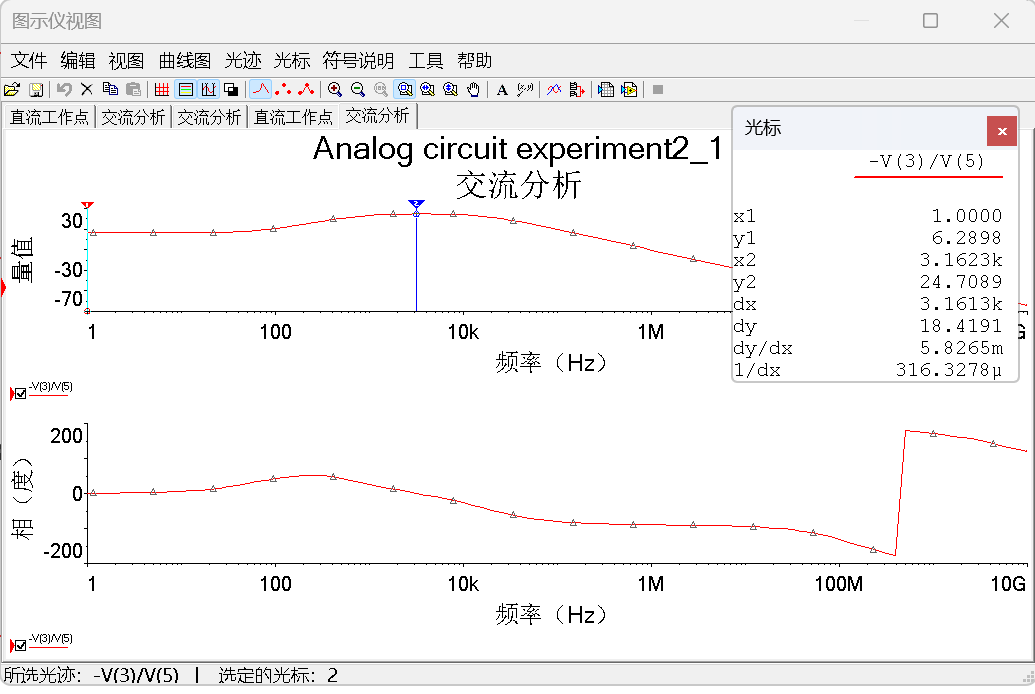 图示仪视图
文件 编辑 视图 曲线图 光迹 光标 符号说明 工具 帮助
直流工作点 交流分析 交流分析 直流工作点 交流分析
Analog circuit experiment2_1
交流分析
量值
30
-30
-70
1 100 10k 1M G
频率（Hz）
-V(3)/V(5)
光标
-V(3)/V(5)
x1 1.0000
y1 6.2898
x2 3.1623k
y2 24.7089
dx 3.1613k
dy 18.4191
dy/dx 5.8265m
1/dx 316.3278μ
相（度）
200
0
-200
1 100 10k 1M 100M 10G
频率（Hz）
-V(3)/V(5)
所选光迹: -V(3)/V(5) | 选定的光标: 2